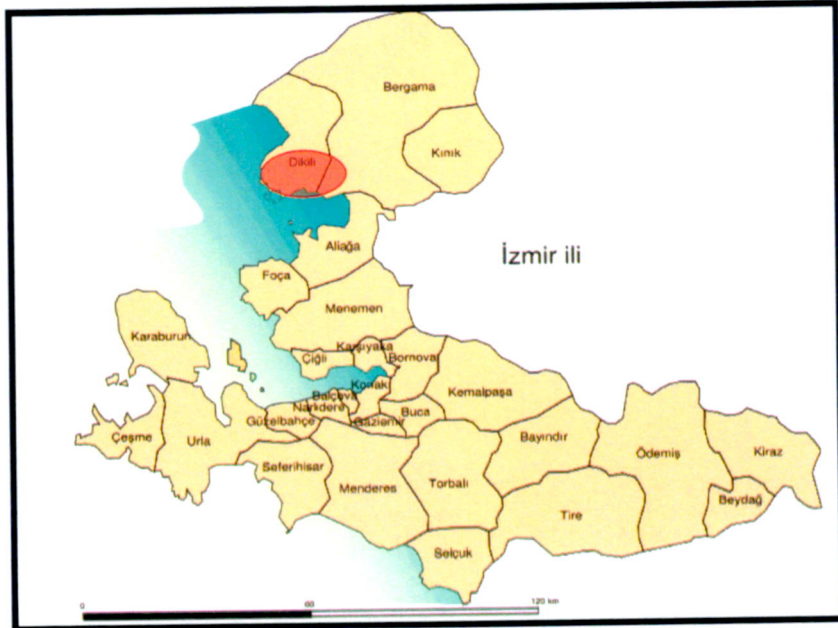 Bergama
Dikili
Kınık
İzmir ili
Aliağa
Foça
Menemen
Karaburun
Karşıyaka
Çiğli
Bornova
Konak
Kemalpaşa
Balçova
Narlıdere
Buca
Güzelbahçe
Gaziemir
Çeşme
Urla
Bayındır
Ödemiş
Kiraz
Seferihisar
Menderes
Torbalı
Beydağ
Tire
Selçuk
0 60 120 km